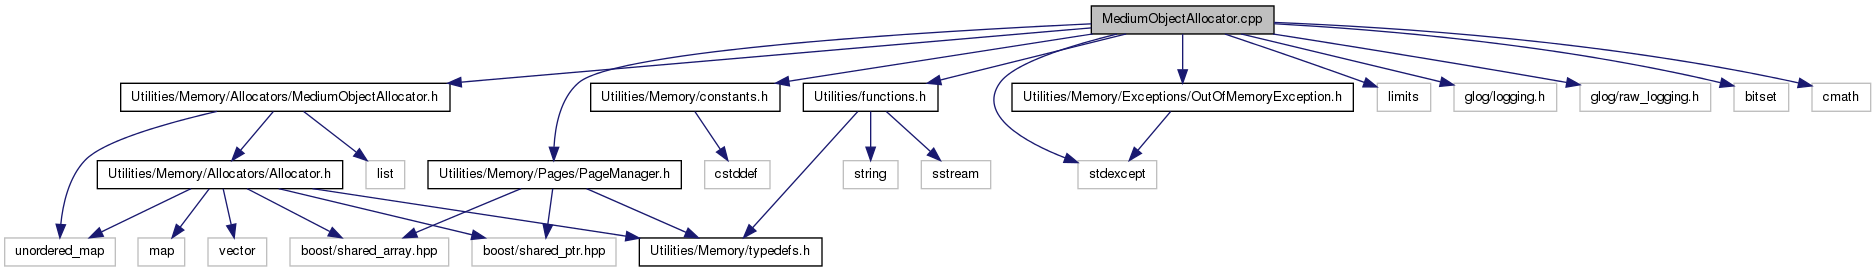 MediumObjectAllocator.cpp
Utilities/Memory/Allocators/MediumObjectAllocator.h
Utilities/Memory/constants.h
Utilities/functions.h
Utilities/Memory/Exceptions/OutOfMemoryException.h
limits
glog/logging.h
glog/raw_logging.h
bitset
cmath
Utilities/Memory/Allocators/Allocator.h
list
Utilities/Memory/Pages/PageManager.h
cstddef
string
sstream
stdexcept
unordered_map
map
vector
boost/shared_array.hpp
boost/shared_ptr.hpp
Utilities/Memory/typedefs.h